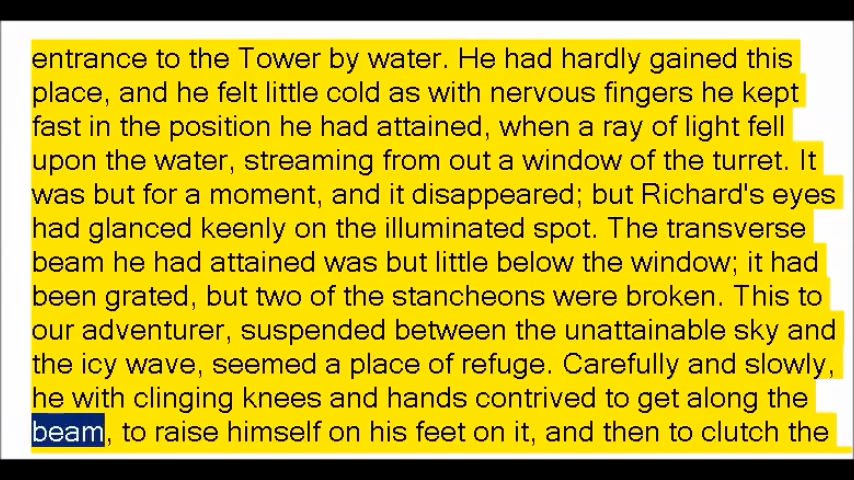 entrance to the Tower by water. He had hardly gained this
place, and he felt little cold as with nervous fingers he kept
fast in the position he had attained, when a ray of light fell
upon the water, streaming from out a window of the turret. It
was but for a moment, and it disappeared; but Richard's eyes
had glanced keenly on the illuminated spot. The transverse
beam he had attained was but little below the window; it had
been grated, but two of the stancheons were broken. This to
our adventurer, suspended between the unattainable sky and
the icy wave, seemed a place of refuge. Carefully and slowly,
he with clinging knees and hands contrived to get along the
beam, to raise himself on his feet on it, and then to clutch the